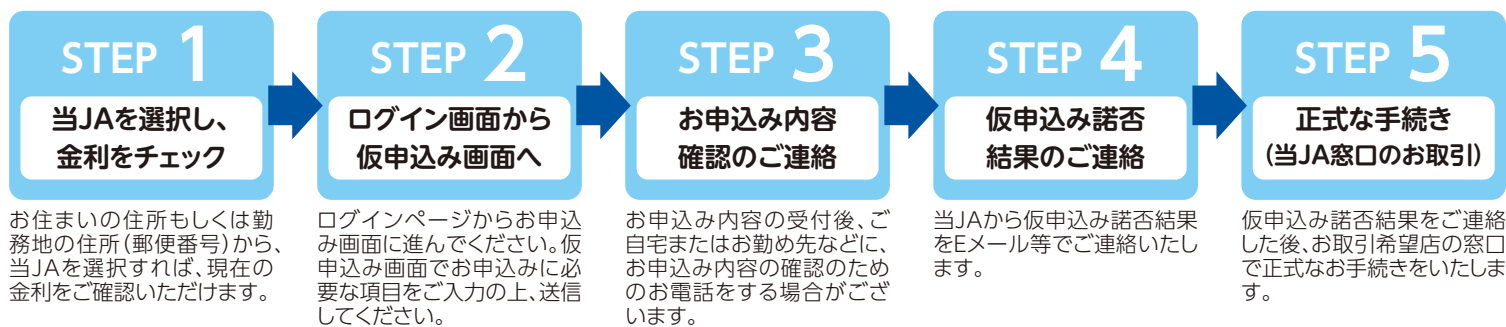 STEP 1
当JAを選択し、
金利をチェック
お住まいの住所もしくは勤
務地の住所(郵便番号)から、
当JAを選択すれば、現在の
金利をご確認いただけます。
STEP 2
ログイン画面から
仮申込み画面へ
ログインページからお申込
み画面に進んでください。仮
申込み画面でお申込みに必
要な項目をご入力の上、送信
してください。
STEP 3
お申込み内容
確認のご連絡
お申込み内容の受付後、ご
自宅またはお勤め先などに、
お申込み内容の確認のため
のお電話をする場合がござ
います。
STEP 4
仮申込み諾否
結果のご連絡
当JAから仮申込み諾否結果
をEメール等でご連絡いたし
ます。
STEP 5
正式な手続き
(当JA窓口のお取引)
仮申込み諾否結果をご連絡
した後、お取引希望店の窓口
で正式なお手続きをいたしま
す。